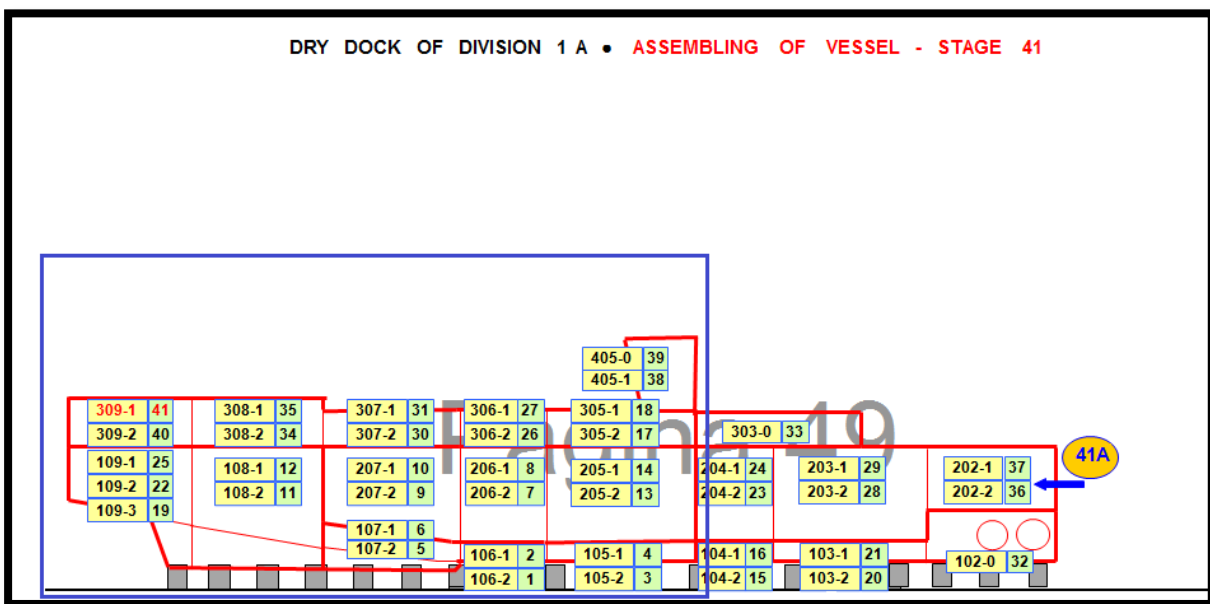 DRY DOCK OF DIVISION 1 A ● ASSEMBLING OF VESSEL - STAGE 41
405-0 39
405-1 38
309-1 41 308-1 35 307-1 31 306-1 27 305-1 18
309-2 40 308-2 34 307-2 30 306-2 26 305-2 17 303-0 33
Pagina 49
41A
109-1 25 108-1 12 207-1 10 206-1 8 205-1 14 204-1 24 203-1 29 202-1 37
109-2 22 108-2 11 207-2 9 206-2 7 205-2 13 204-2 23 203-2 28 202-2 36
109-3 19
107-1 6
107-2 5
106-1 2 105-1 4 104-1 16 103-1 21 102-0 32
106-2 1 105-2 3 104-2 15 103-2 20